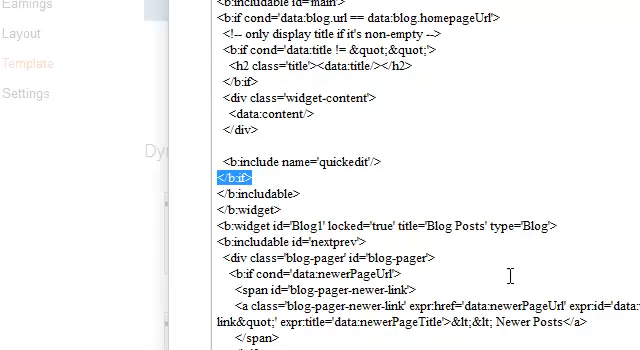 Earnings
Layout
Template
Settings
<b:includable id='main'>
<b:if cond='data:blog.url == data:blog.homepageUrl'>
<!-- only display title if it's non-empty -->
<b:if cond='data:title != &quot;&quot;'>
<h2 class='title'><data:title/></h2>
</b:if>
<div class='widget-content'>
<data:content/>
</div>
<b:include name='quickedit'/>
</b:if>
</b:includable>
</b:widget>
<b:widget id='Blog1' locked='true' title='Blog Posts' type='Blog'>
<b:includable id='nextprev'>
<div class='blog-pager' id='blog-pager'>
<b:if cond='data:newerPageUrl'>
<span id='blog-pager-newer-link'>
<a class='blog-pager-newer-link' expr:href='data:newerPageUrl' expr:id='data:
link&quot;' expr:title='data:newerPageTitle'>&lt;&lt; Newer Posts</a>
</span>
Dyn